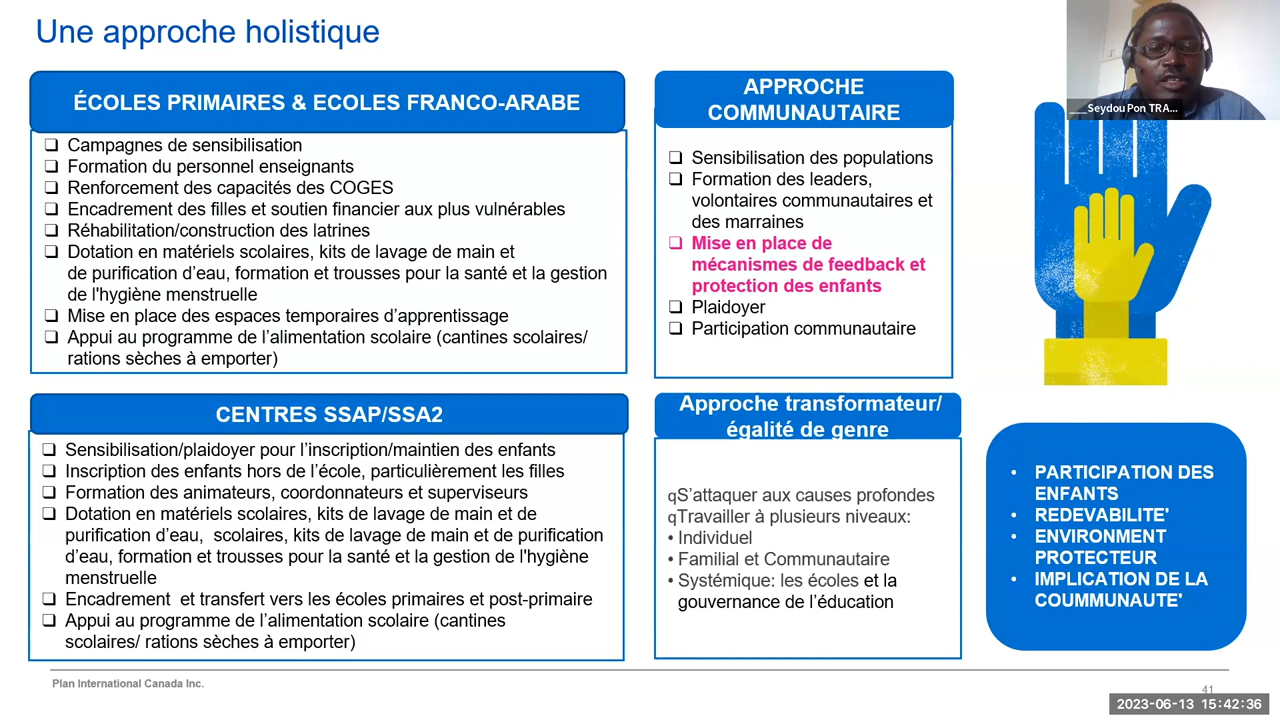 Une approche holistique
ÉCOLES PRIMAIRES & ECOLES FRANCO-ARABE
❑ Campagnes de sensibilisation
❑ Formation du personnel enseignants
❑ Renforcement des capacités des COGES
❑ Encadrement des filles et soutien financier aux plus vulnérables
❑ Réhabilitation/construction des latrines
❑ Dotation en matériels scolaires, kits de lavage de main et
de purification d’eau, formation et trousses pour la santé et la gestion
de l'hygiène menstruelle
❑ Mise en place des espaces temporaires d’apprentissage
❑ Appui au programme de l’alimentation scolaire (cantines scolaires/
rations sèches à emporter)
APPROCHE
COMMUNAUTAIRE
❑ Sensibilisation des populations
❑ Formation des leaders,
volontaires communautaires et
des marraines
❑ Mise en place de
mécanismes de feedback et
protection des enfants
❑ Plaidoyer
❑ Participation communautaire
___Seydou Pon TRA...
CENTRES SSAP/SSA2
❑ Sensibilisation/plaidoyer pour l’inscription/maintien des enfants
❑ Inscription des enfants hors de l’école, particulièrement les filles
❑ Formation des animateurs, coordonnateurs et superviseurs
❑ Dotation en matériels scolaires, kits de lavage de main et de
purification d’eau,  scolaires, kits de lavage de main et de purification
d’eau, formation et trousses pour la santé et la gestion de l'hygiène
menstruelle
❑ Encadrement  et transfert vers les écoles primaires et post-primaire
❑ Appui au programme de l’alimentation scolaire (cantines
scolaires/ rations sèches à emporter)
Approche transformateur/
égalité de genre
qS’attaquer aux causes profondes
qTravailler à plusieurs niveaux:
• Individuel
• Familial et Communautaire
• Systémique: les écoles et la
gouvernance de l’éducation
• PARTICIPATION DES
ENFANTS
• REDEVABILITE'
• ENVIRONMENT
PROTECTEUR
• IMPLICATION DE LA
COUMMUNAUTE'
Plan International Canada Inc.
41
2023-06-13 15:42:36